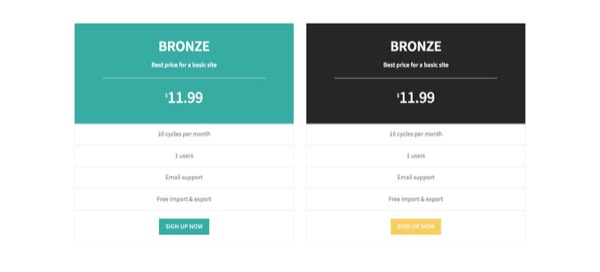 BRONZE
Best price for a basic site
$11.99
10 cycles per month
1 users
Email support
Free import & export
SIGN UP NOW
BRONZE
Best price for a basic site
$11.99
10 cycles per month
1 users
Email support
Free import & export
SIGN UP NOW